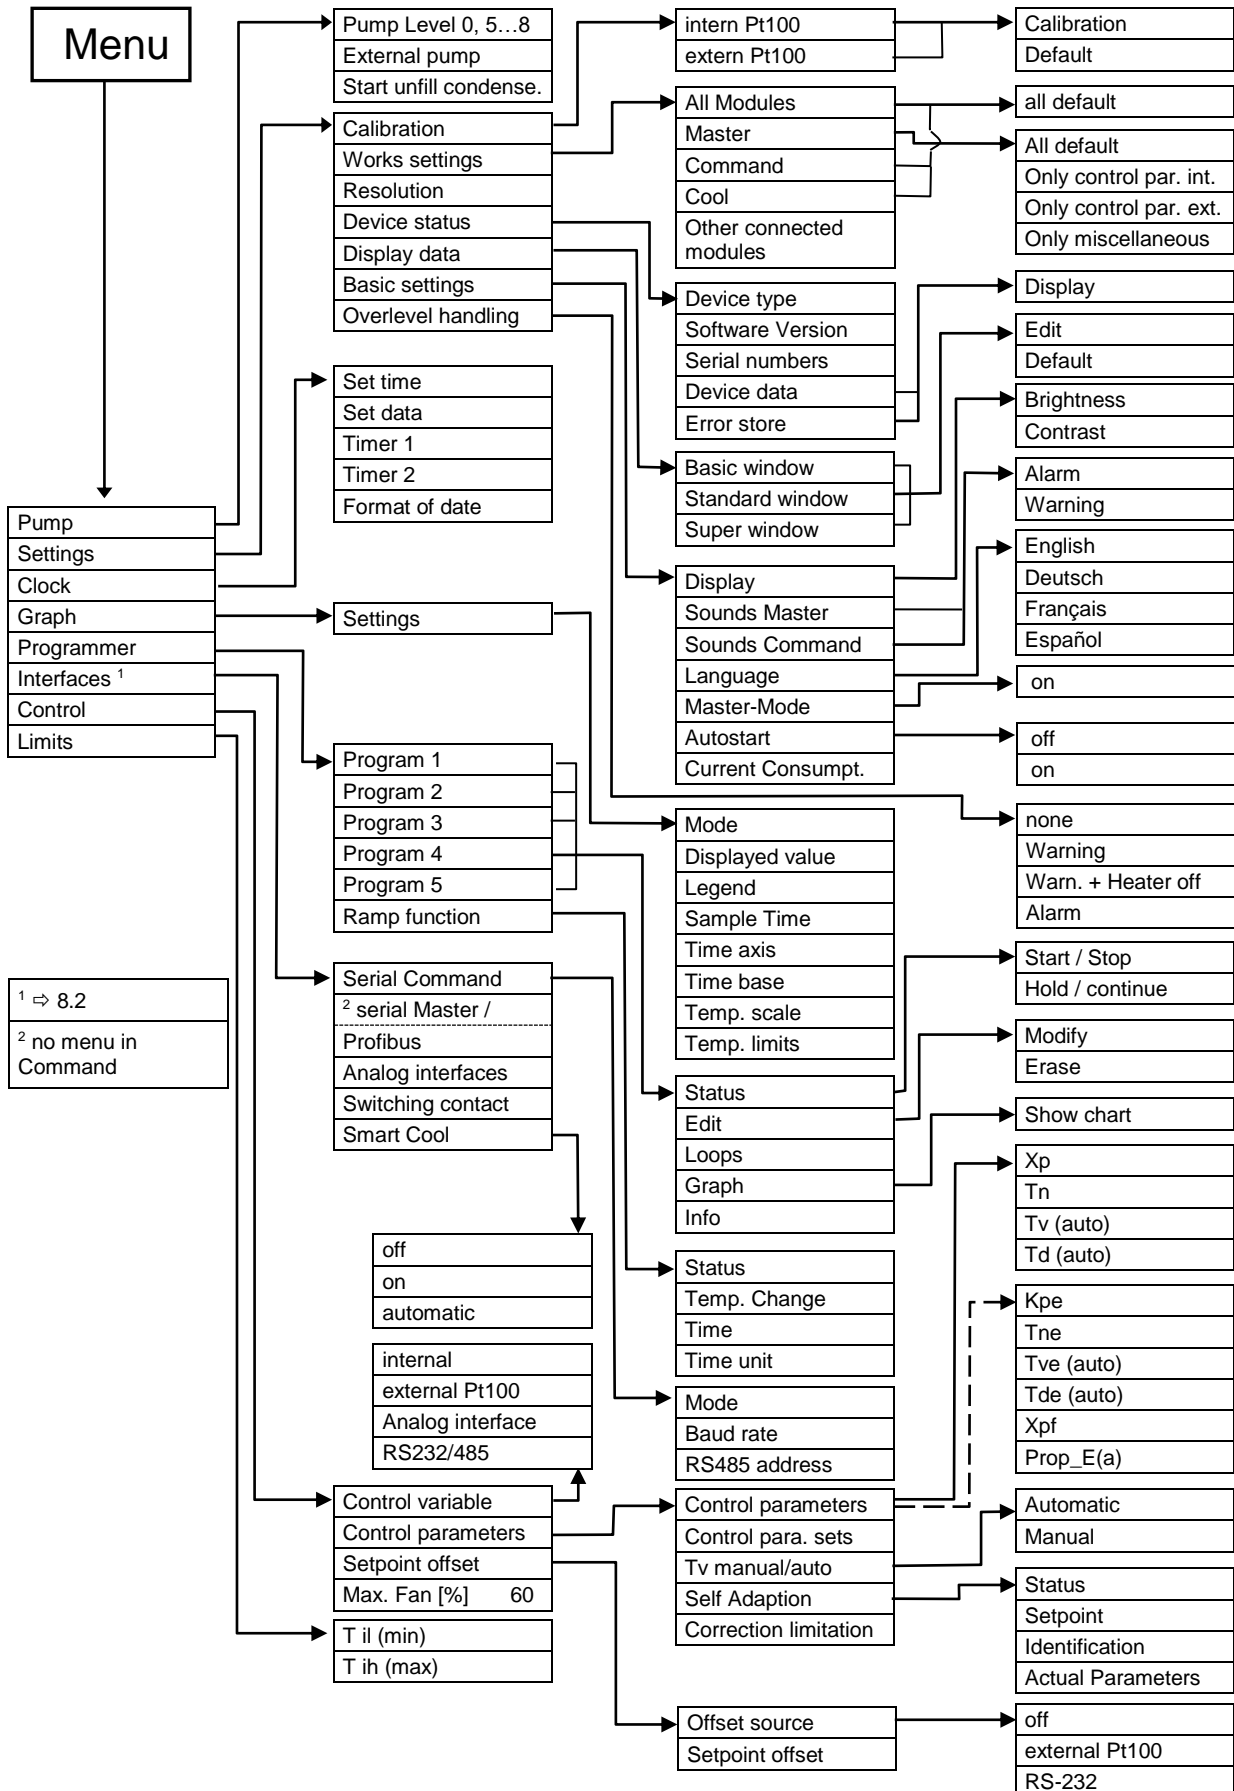 Menu
Pump
Settings
Clock
Graph
Programmer
Interfaces ¹
Control
Limits
¹ ⇨ 8.2
² no menu in
Command
Pump Level 0, 5…8
External pump
Start unfill condense.
Calibration
Works settings
Resolution
Device status
Display data
Basic settings
Overlevel handling
Set time
Set data
Timer 1
Timer 2
Format of date
Settings
Program 1
Program 2
Program 3
Program 4
Program 5
Ramp function
Serial Command
² serial Master /
Profibus
Analog interfaces
Switching contact
Smart Cool
off
on
automatic
internal
external Pt100
Analog interface
RS232/485
Control variable
Control parameters
Setpoint offset
Max. Fan [%] 60
T il (min)
T ih (max)
intern Pt100
extern Pt100
All Modules
Master
Command
Cool
Other connected
modules
Device type
Software Version
Serial numbers
Device data
Error store
Basic window
Standard window
Super window
Display
Sounds Master
Sounds Command
Language
Master-Mode
Autostart
Current Consumpt.
Mode
Displayed value
Legend
Sample Time
Time axis
Time base
Temp. scale
Temp. limits
Status
Edit
Loops
Graph
Info
Status
Temp. Change
Time
Time unit
Mode
Baud rate
RS485 address
Control parameters
Control para. sets
Tv manual/auto
Self Adaption
Correction limitation
Offset source
Setpoint offset
Calibration
Default
all default
All default
Only control par. int.
Only control par. ext.
Only miscellaneous
Display
Edit
Default
Brightness
Contrast
Alarm
Warning
English
Deutsch
Français
Español
on
off
on
none
Warning
Warn. + Heater off
Alarm
Start / Stop
Hold / continue
Modify
Erase
Show chart
Xp
Tn
Tv (auto)
Td (auto)
Kpe
Tne
Tve (auto)
Tde (auto)
Xpf
Prop_E(a)
Automatic
Manual
Status
Setpoint
Identification
Actual Parameters
off
external Pt100
RS-232